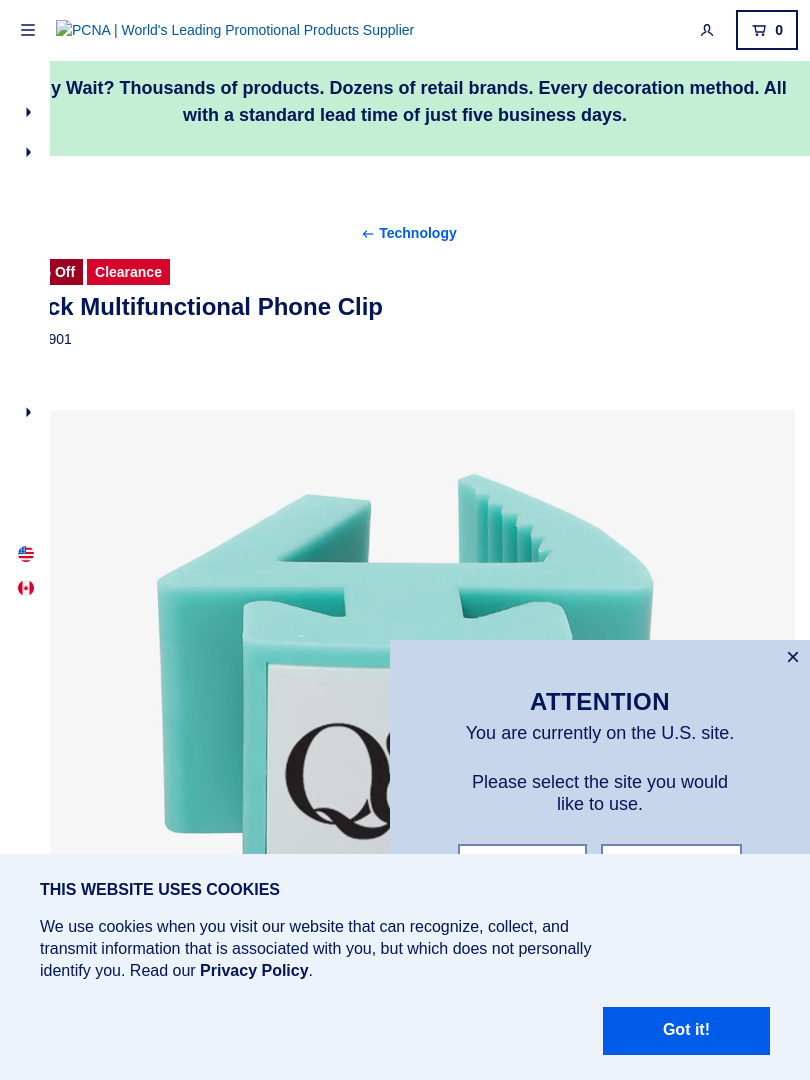 PCNA | World's Leading Promotional Products Supplier
0
Wait? Thousands of products. Dozens of retail brands. Every decoration method. All
with a standard lead time of just five business days.
Technology
Off
Clearance
Multifunctional Phone Clip
901
ATTENTION
You are currently on the U.S. site.
Please select the site you would
like to use.
THIS WEBSITE USES COOKIES
We use cookies when you visit our website that can recognize, collect, and
transmit information that is associated with you, but which does not personally
identify you. Read our Privacy Policy.
Got it!